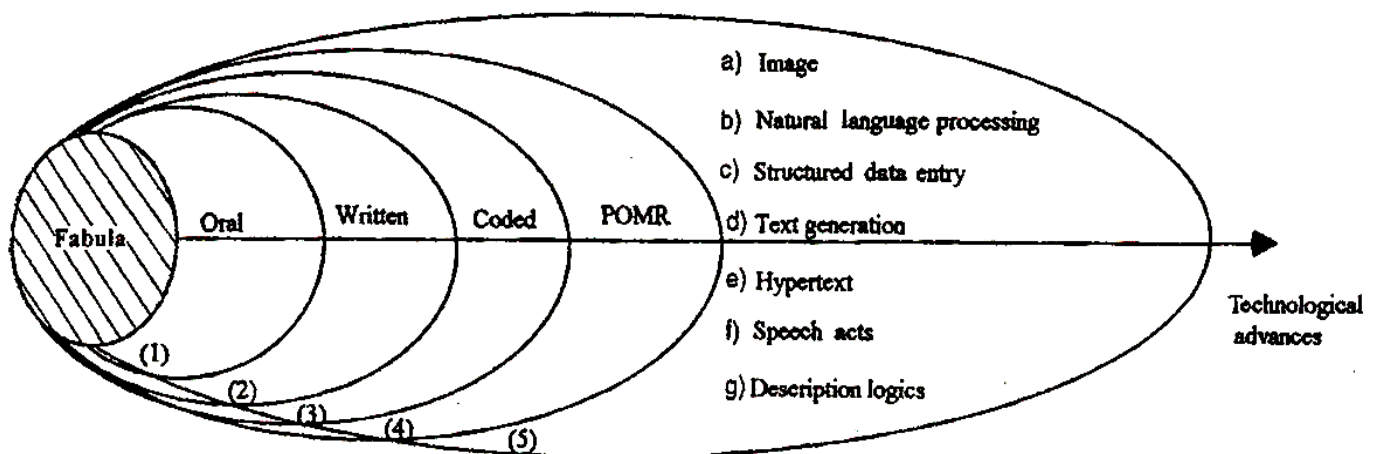 a) Image
b) Natural language processing
c) Structured data entry
Fabula Oral Written Coded POMR d) Text generation
e) Hypertext
Technological
advances
f) Speech acts
g) Description logics
(1)
(2)
(3)
(4)
(5)